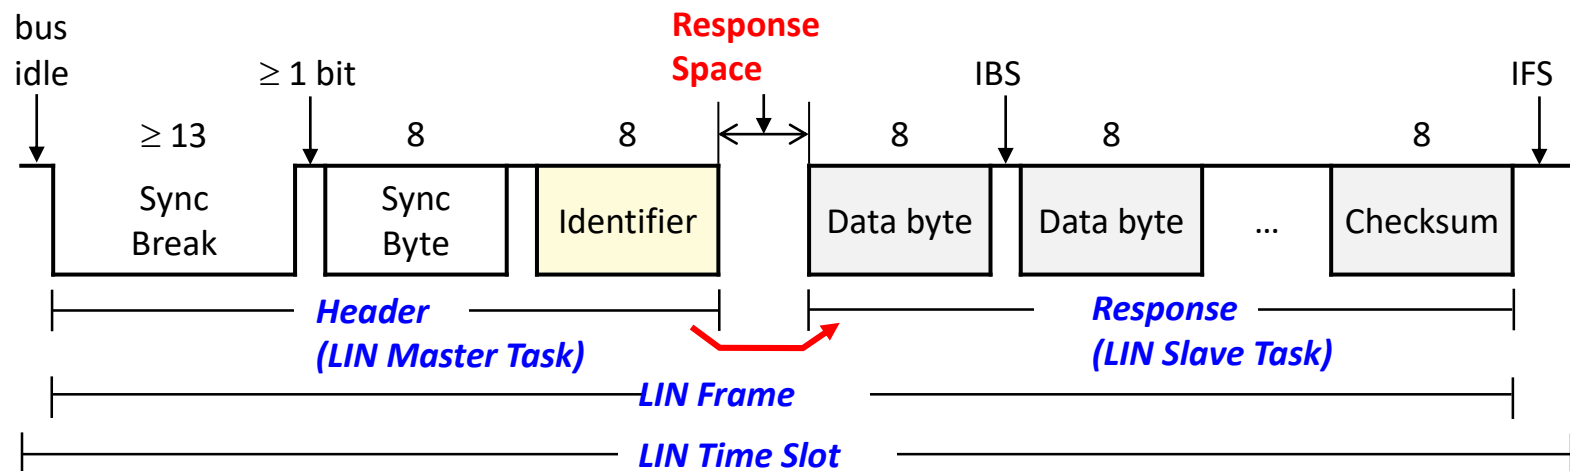 bus
idle
≥ 1 bit
Response
Space
IBS
IFS
≥ 13
8
8
8
8
8
Sync
Break
Sync
Byte
Identifier
Data byte
Data byte
...
Checksum
Header
(LIN Master Task)
Response
(LIN Slave Task)
LIN Frame
LIN Time Slot